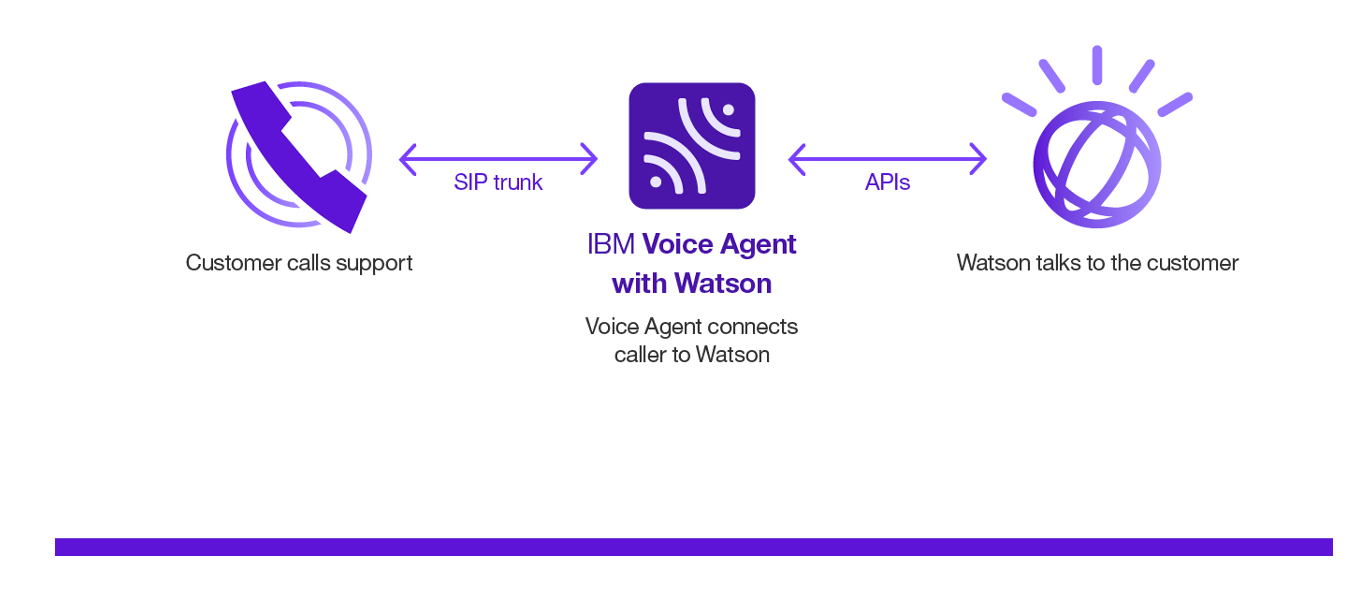 SIP trunk
APIs
Customer calls support
IBM Voice Agent
with Watson
Voice Agent connects
caller to Watson
Watson talks to the customer